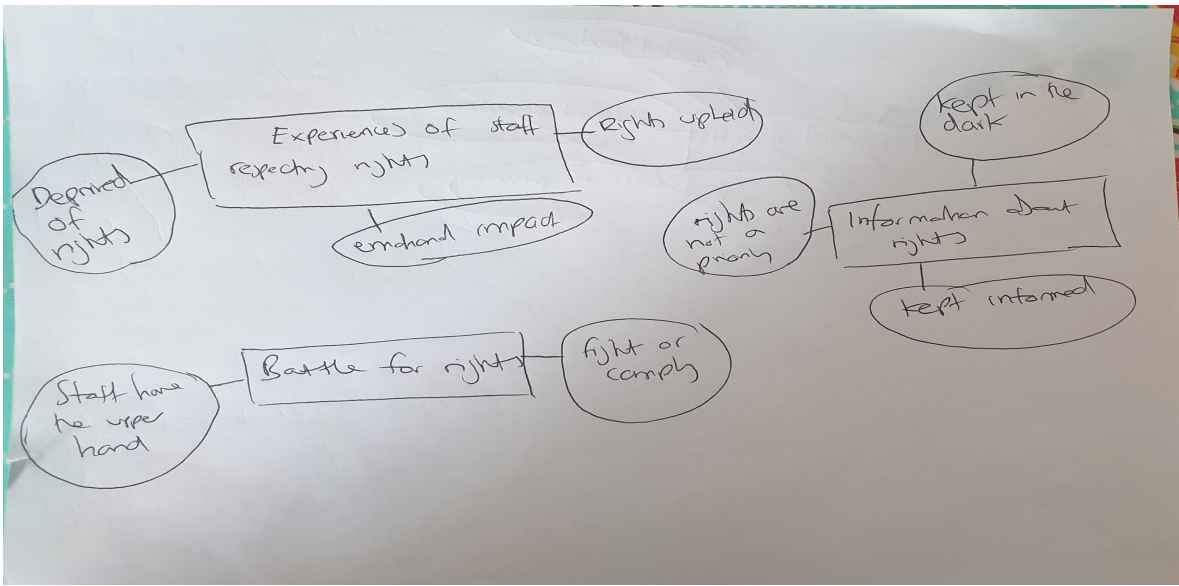 Experiences of staff
respecting rights
Rights upheld
Deprived
of
rights
emotional impact
kept in the
dark
Information about
rights
rights are
not a
priority
kept informed
Battle for rights
fight or
comply
Staff have
the upper
hand